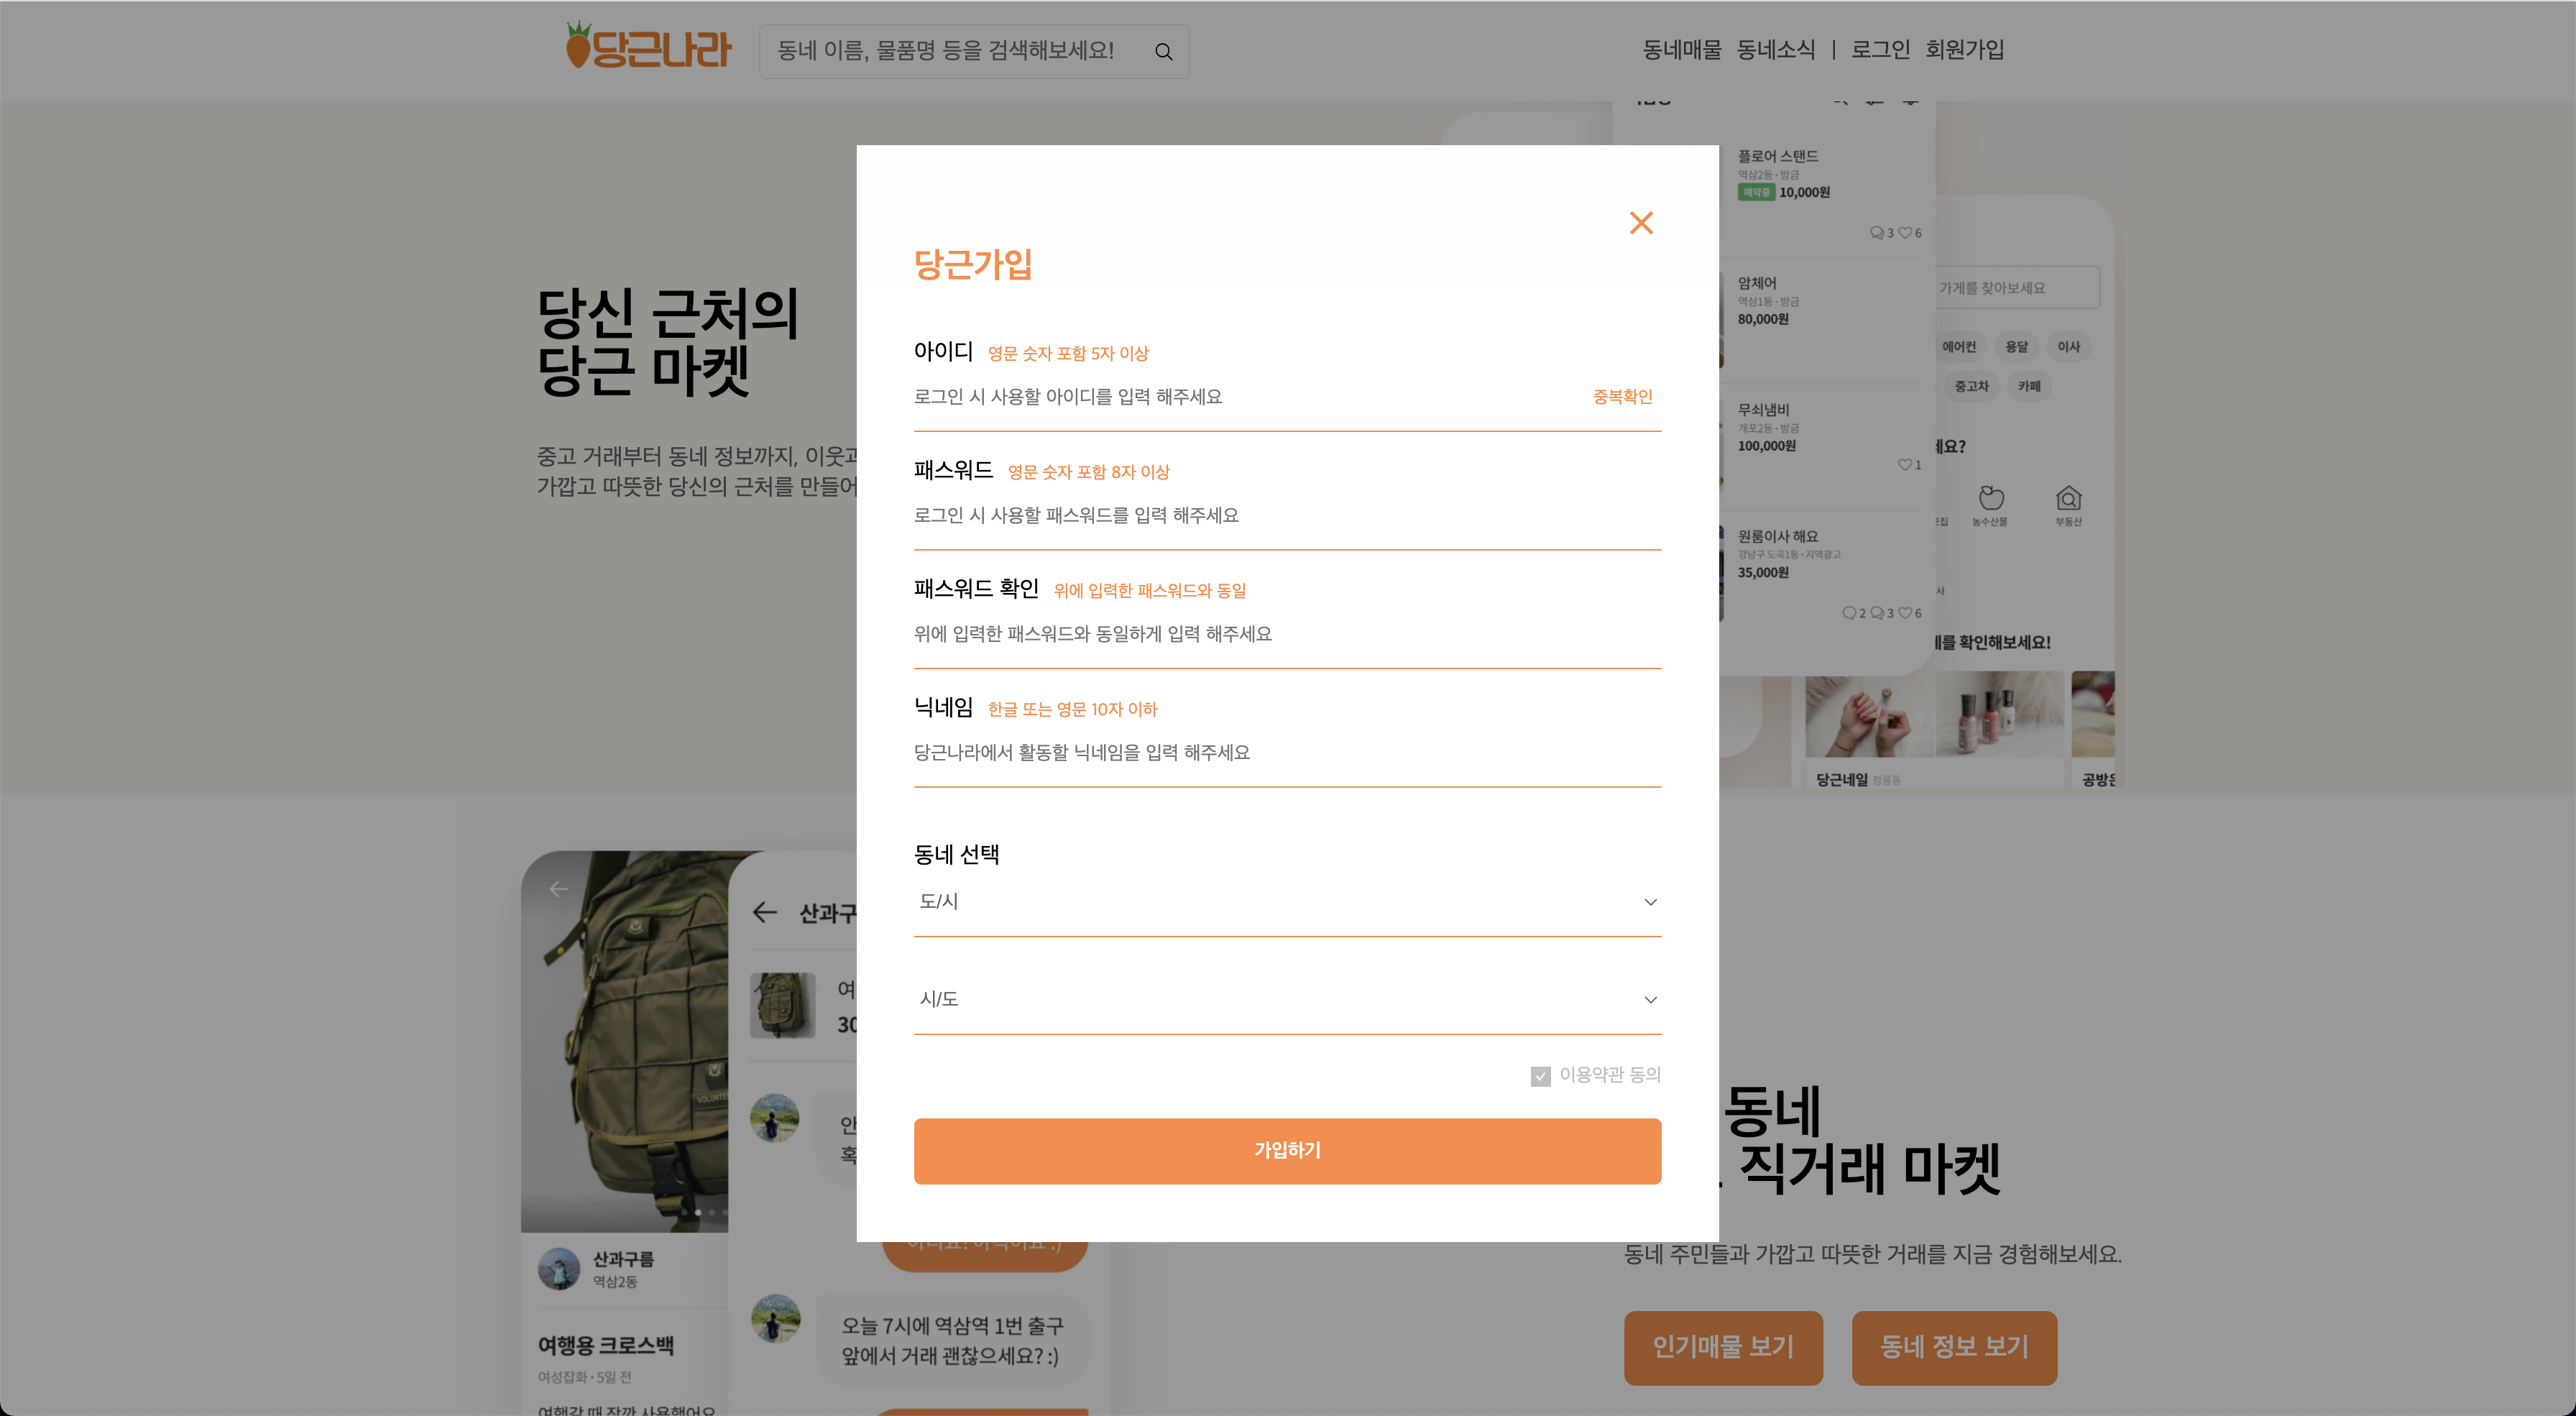 당근나라
동네 이름, 물품명 등을 검색해보세요!
동네매물 동네소식 | 로그인 회원가입
당신 근처의
당근 마켓
중고 거래부터 동네 정보까지, 이웃과
가깝고 따뜻한 당신의 근처를 만들어
당근가입
아이디 영문 숫자 포함 5자 이상
로그인 시 사용할 아이디를 입력 해주세요
중복확인
패스워드 영문 숫자 포함 8자 이상
로그인 시 사용할 패스워드를 입력 해주세요
패스워드 확인 위에 입력한 패스워드와 동일
위에 입력한 패스워드와 동일하게 입력 해주세요
닉네임 한글 또는 영문 10자 이하
당근나라에서 활동할 닉네임을 입력 해주세요
동네 선택
도/시
시/도
이용약관 동의
가입하기
플로어 스탠드
역삼2동 · 방금
예약중 10,000원
3 6
암체어
역삼1동 · 방금
80,000원
무쇠냄비
개포2동 · 방금
100,000원
1
원룸이사 해요
강남구 도곡1동 · 지역광고
35,000원
2 3 6
가게를 찾아보세요
에어컨 용달 이사
중고차 카페
세요?
농수산물 부동산
를 확인해보세요!
당근네일 정릉동
공방은
산과구
여
30
안
혹
VOLUNTE
산과구름
역삼2동
여행용 크로스백
여성잡화 · 5일 전
여행갈 때 잠깐 사용했어요
오늘 7시에 역삼역 1번 출구
앞에서 거래 괜찮으세요? :)
동네
직거래 마켓
동네 주민들과 가깝고 따뜻한 거래를 지금 경험해보세요.
인기매물 보기
동네 정보 보기